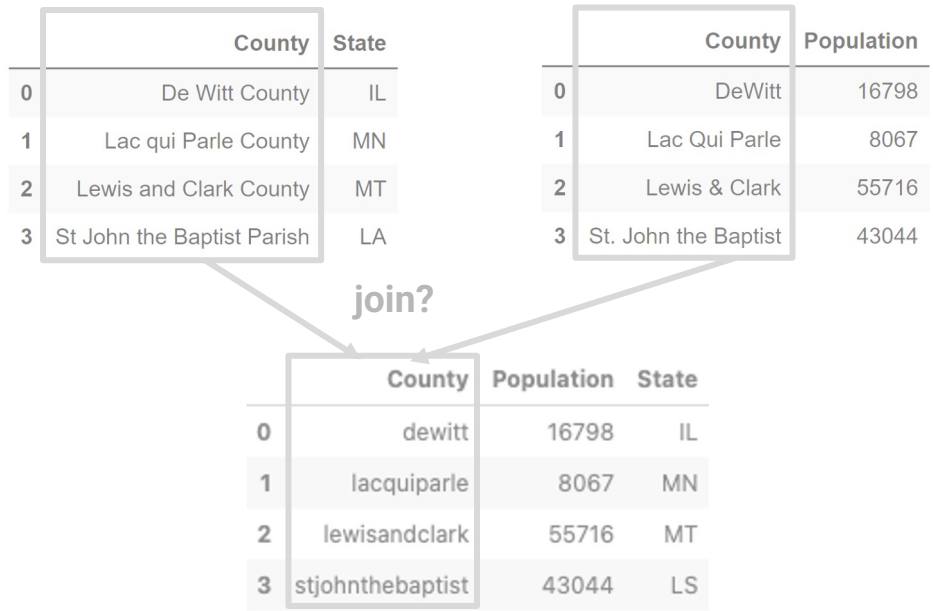 County State
0 De Witt County IL
1 Lac qui Parle County MN
2 Lewis and Clark County MT
3 St John the Baptist Parish LA
County Population
0 DeWitt 16798
1 Lac Qui Parle 8067
2 Lewis & Clark 55716
3 St. John the Baptist 43044
join?
County Population State
0 dewitt 16798 IL
1 lacquiparle 8067 MN
2 lewisandclark 55716 MT
3 stjohnthebaptist 43044 LS